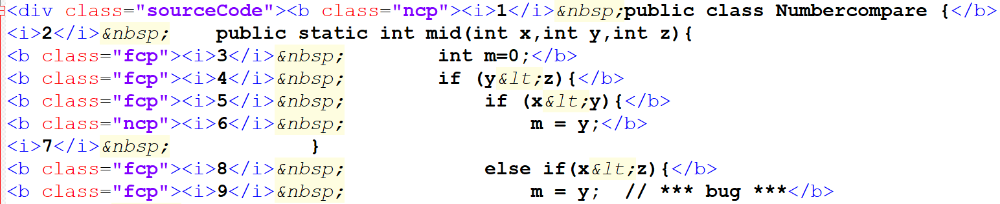 <div class="sourceCode"><b class="ncp"><i>1</i>&nbsp;public class Numbercompare {</b>
<i>2</i>&nbsp;    public static int mid(int x,int y,int z){
<b class="fcp"><i>3</i>&nbsp;        int m=0;</b>
<b class="fcp"><i>4</i>&nbsp;        if (y&lt;z){</b>
<b class="fcp"><i>5</i>&nbsp;            if (x&lt;y){</b>
<b class="ncp"><i>6</i>&nbsp;                m = y;</b>
<i>7</i>&nbsp;            }
<b class="fcp"><i>8</i>&nbsp;            else if(x&lt;z){</b>
<b class="fcp"><i>9</i>&nbsp;                m = y;  // *** bug ***</b>